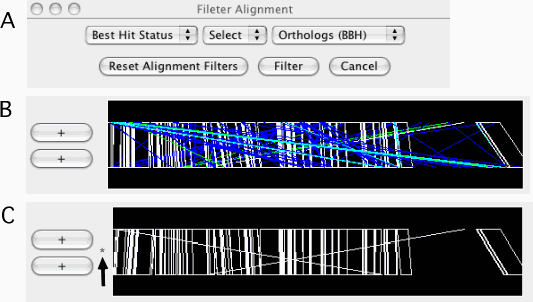 A
Fileter Alignment
Best Hit Status Select Orthologs (BBH)
Reset Alignment Filters Filter Cancel
B
+
+
C
+
*
+